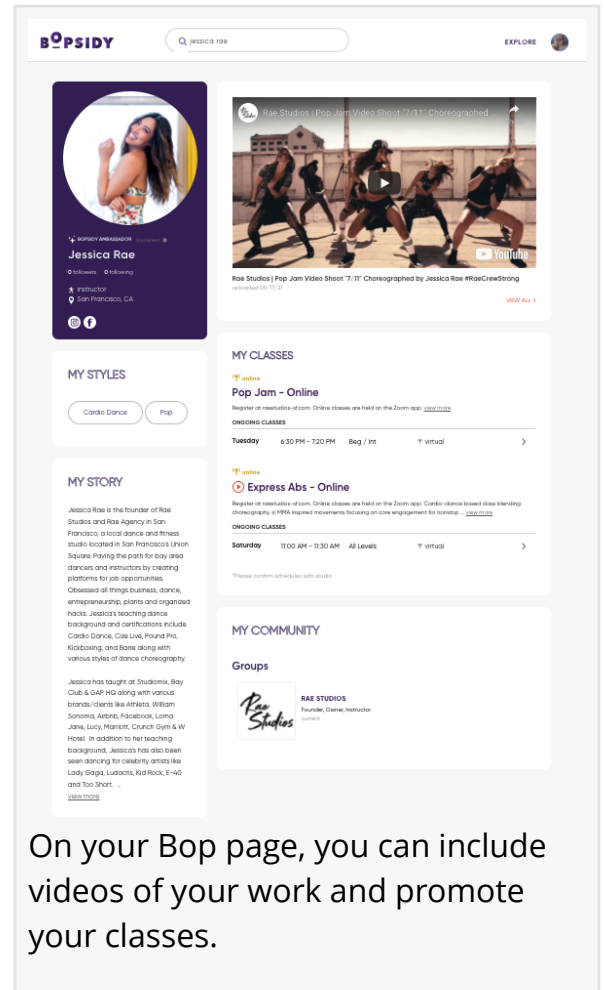 BOPSIDY
jessica rae
EXPLORE
BOPSIDY AMBASSADOR
Jessica Rae
0 followers 0 following
Instructor
San Francisco, CA
MY STYLES
Cardio Dance
Pop
MY STORY
Jessica Rae is the founder of Rae
Studios and Rae Agency in San
Francisco, a local dance and fitness
studio located in San Francisco's Union
Square. Paving the path for bay area
dancers and instructors by creating
platforms for job opportunities.
Obsessed all things business, dance,
entrepreneurship, plants and organized
hacks. Jessica's teaching dance
background and certifications include
Cardio Dance, Cize Live, Pound Pro,
Kickboxing, and Barre along with
various styles of dance choreography.
Jessica has taught at Studiomix, Bay
Club & GAP HQ along with various
brands/clients like Athleta, William
Sonoma, Airbnb, Facebook, Lorna
Jane, Lucy, Marriott, Crunch Gym & W
Hotel. In addition to her teaching
background, Jessica's has also been
seen dancing for celebrity artists like
Lady Gaga, Ludacris, Kid Rock, E-40
and Too Short. ...
view more
Rae Studios | Pop Jam Video Shoot "7/11" Choreographed ...
YouTube
Rae Studios | Pop Jam Video Shoot "7/11" Choreographed by Jessica Rae #RaeCrewStrong
uploaded 09/17/21
VIEW ALL
MY CLASSES
online
Pop Jam - Online
Register at raestudios-sf.com. Online classes are held on the Zoom app: view more
ONGOING CLASSES
Tuesday 6:30 PM - 7:20 PM Beg / Int virtual
online
Express Abs - Online
Register at raestudios-sf.com. Online classes are held on the Zoom app. Cardio-dance based class blending
choreography & MMA inspired movements focusing on core engagement for nonstop ... view more
ONGOING CLASSES
Saturday 11:00 AM - 11:30 AM All Levels virtual
*Please confirm schedules with studio
MY COMMUNITY
Groups
Rae
Studios
RAE STUDIOS
Founder, Owner, Instructor
current
On your Bop page, you can include
videos of your work and promote
your classes.